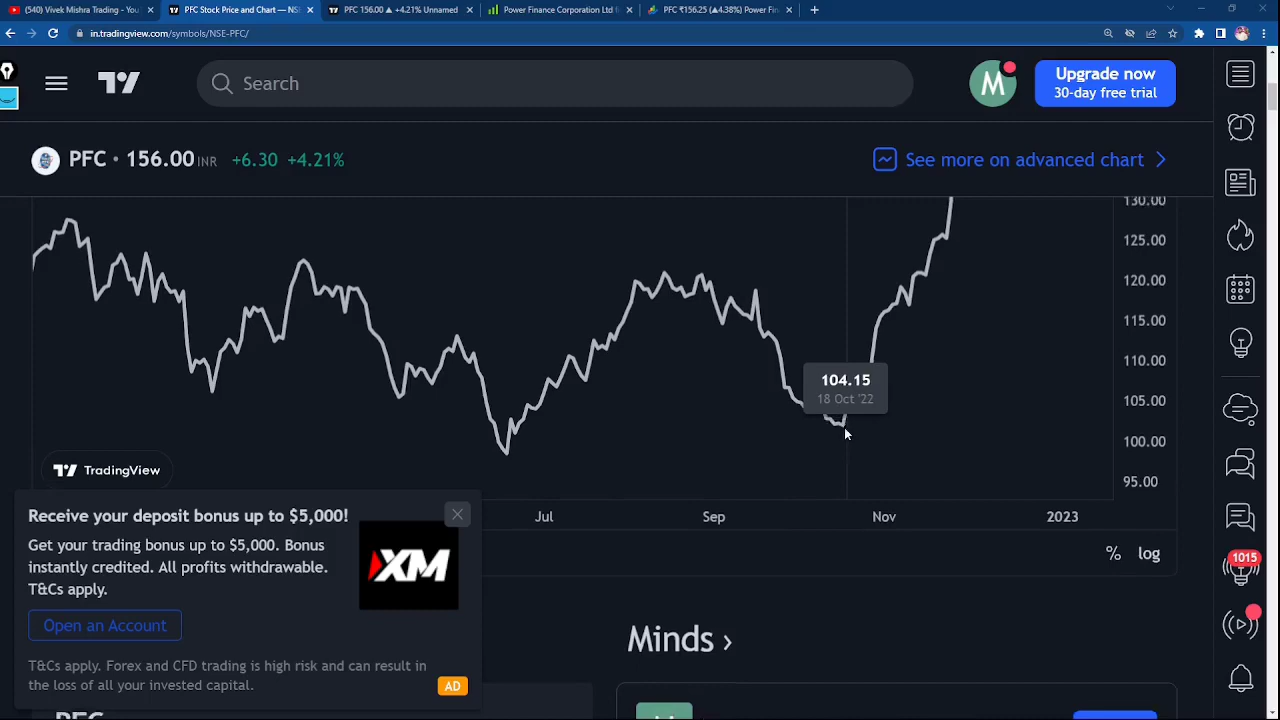 (540) Vivek Mishra Trading - You
PFC Stock Price and Chart — NS
PFC 156.00 ▲ +4.21% Unnamed
Power Finance Corporation Ltd
PFC ₹156.25 (▲4.38%) Power Fin
in.tradingview.com/symbols/NSE-PFC/
Search
M
Upgrade now
30-day free trial
PFC • 156.00 INR +6.30 +4.21%
See more on advanced chart
130.00
125.00
120.00
115.00
110.00
105.00
100.00
95.00
104.15
18 Oct '22
TradingView
Jul Sep Nov 2023
% log
Receive your deposit bonus up to $5,000!
Get your trading bonus up to $5,000. Bonus
instantly credited. All profits withdrawable.
T&Cs apply.
XM
Open an Account
T&Cs apply. Forex and CFD trading is high risk and can result in
the loss of all your invested capital.
AD
Minds ›
1015
PFC